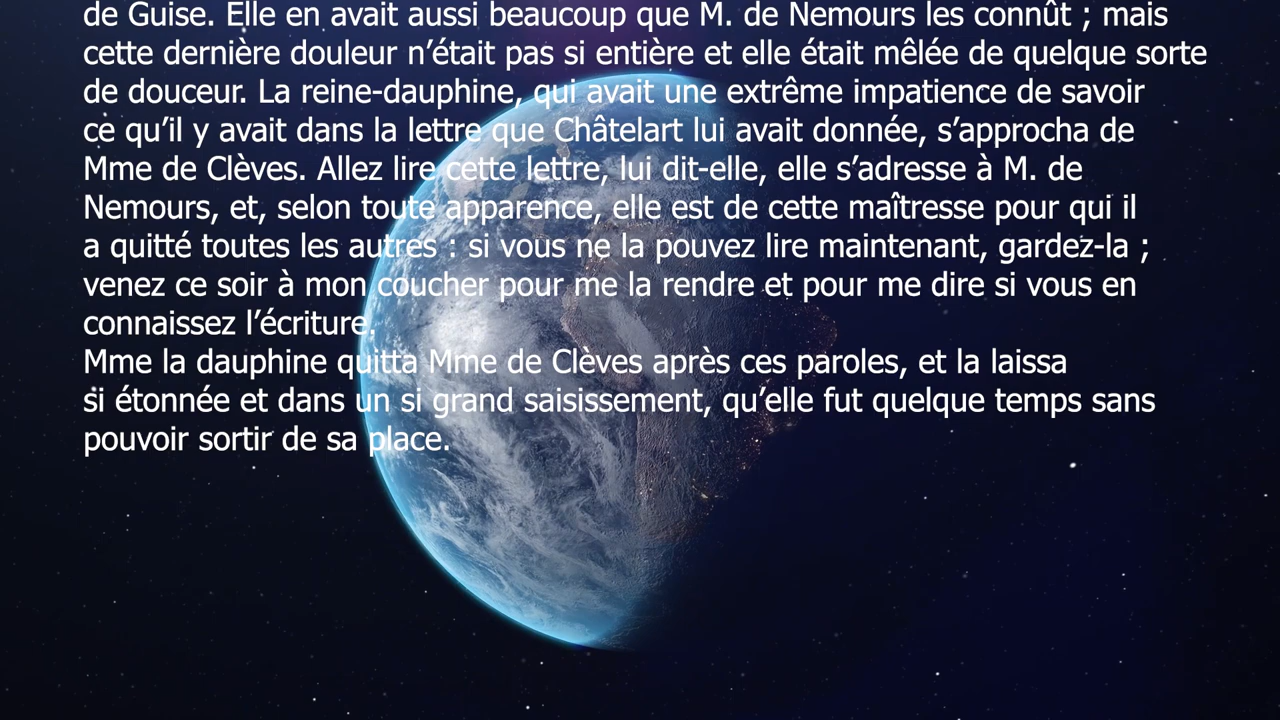 de Guise. Elle en avait aussi beaucoup que M. de Nemours les connût ; mais
cette dernière douleur n’était pas si entière et elle était mêlée de quelque sorte
de douceur. La reine-dauphine, qui avait une extrême impatience de savoir
ce qu’il y avait dans la lettre que Châtelart lui avait donnée, s’approcha de
Mme de Clèves. Allez lire cette lettre, lui dit-elle, elle s’adresse à M. de
Nemours, et, selon toute apparence, elle est de cette maîtresse pour qui il
a quitté toutes les autres : si vous ne la pouvez lire maintenant, gardez-la ;
venez ce soir à mon coucher pour me la rendre et pour me dire si vous en
connaissez l’écriture.
Mme la dauphine quitta Mme de Clèves après ces paroles, et la laissa
si étonnée et dans un si grand saisissement, qu’elle fut quelque temps sans
pouvoir sortir de sa place.